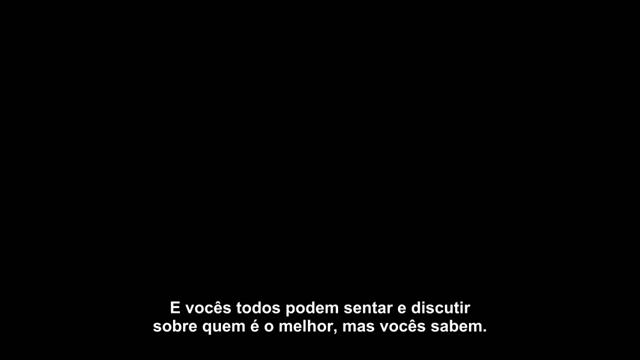 E vocês todos podem sentar e discutir
sobre quem é o melhor, mas vocês sabem.